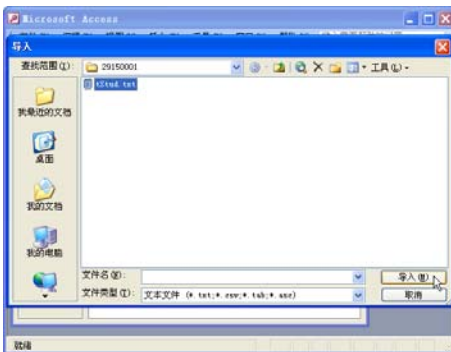 Microsoft Access
导入
查找范围(I):
29150001
工具(L)
tStud.txt
我最近的文档
桌面
我的文档
我的电脑
文件名(N):
导入(M)
文件类型(T):
文本文件 (*.txt;*.csv;*.tab;*.asc)
取消
就绪